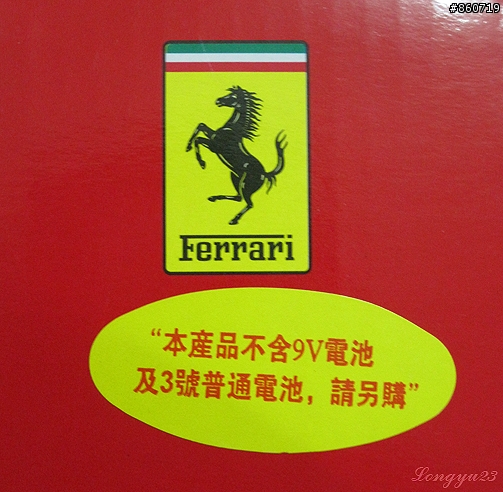 #860719
Ferrari
“本産品不含9V電池
及3號普通電池，請另購”
Longyu23